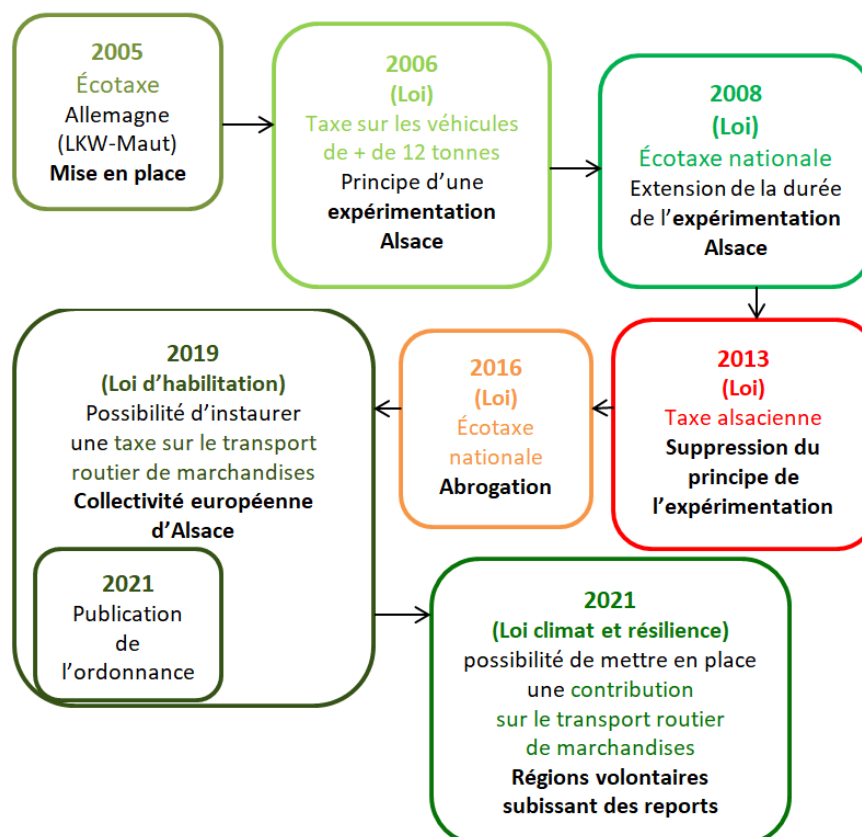 2005
Écotaxe
Allemagne
(LKW-Maut)
Mise en place
2006
(Loi)
Taxe sur les véhicules
de + de 12 tonnes
Principe d’une
expérimentation
Alsace
2008
(Loi)
Écotaxe nationale
Extension de la durée
de l’expérimentation
Alsace
2013
(Loi)
Taxe alsacienne
Suppression du
principe de
l’expérimentation
2016
(Loi)
Écotaxe
nationale
Abrogation
2019
(Loi d’habilitation)
Possibilité d’instaurer
une taxe sur le transport
routier de marchandises
Collectivité européenne
d’Alsace
2021
Publication
de
l’ordonnance
2021
(Loi climat et résilience)
possibilité de mettre en place
une contribution
sur le transport routier
de marchandises
Régions volontaires
subissant des reports